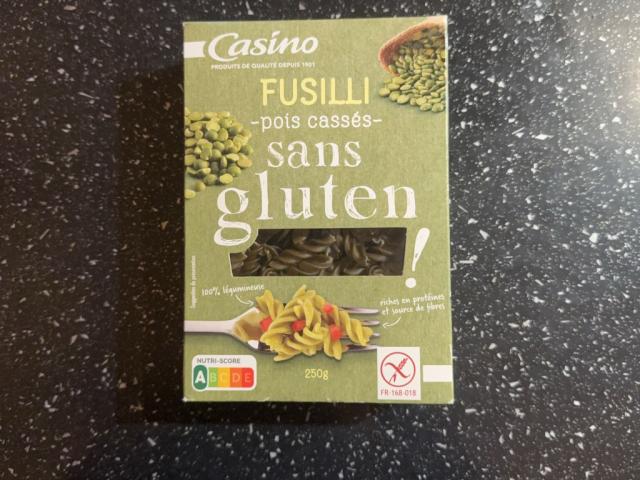 Casino
PRODUITS DE QUALITÉ DEPUIS 1901
FUSILLI
-pois cassés-
sans
gluten
!
100% légumineuse
riches en protéines
et source de fibres
Suggestion de présentation
NUTRI-SCORE
A B C D E
250g
FR-168-018